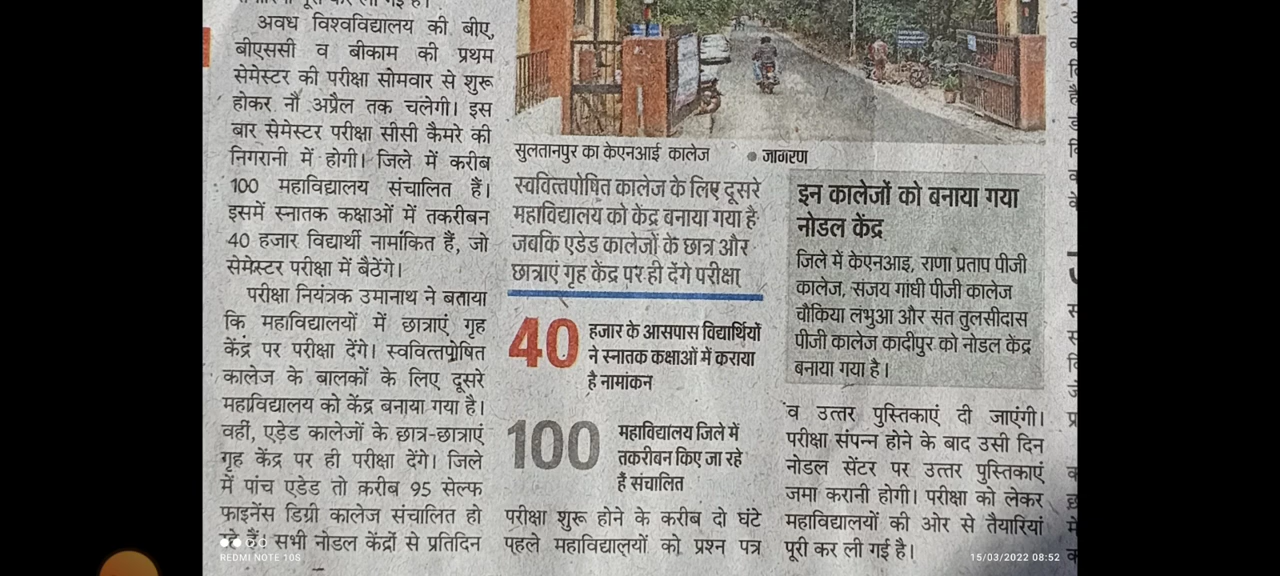 अवध विश्वविद्यालय की बीए,
बीएससी व बीकाम की प्रथम
सेमेस्टर की परीक्षा सोमवार से शुरू
होकर नौ अप्रैल तक चलेगी। इस
बार सेमेस्टर परीक्षा सीसी कैमरे की
निगरानी में होगी। जिले में करीब
100 महाविद्यालय संचालित हैं।
इसमें स्नातक कक्षाओं में तकरीबन
40 हजार विद्यार्थी नामांकित हैं, जो
सेमेस्टर परीक्षा में बैठेंगे।
परीक्षा नियंत्रक उमानाथ ने बताया
कि महाविद्यालयों में छात्राएं गृह
केंद्र पर परीक्षा देंगे। स्ववित्तपोषित
कालेज के बालकों के लिए दूसरे
महाविद्यालय को केंद्र बनाया गया है।
वहीं, एडेड कालेजों के छात्र-छात्राएं
गृह केंद्र पर ही परीक्षा देंगे। जिले
में पांच एडेड तो करीब 95 सेल्फ
फाइनेंस डिग्री कालेज संचालित हो
रहे हैं। सभी नोडल केंद्रों से प्रतिदिन
सुलतानपुर का केएनआई कालेज ● जागरण
स्ववित्तपोषित कालेज के लिए दूसरे
महाविद्यालय को केंद्र बनाया गया है
जबकि एडेड कालेजों के छात्र और
छात्राएं गृह केंद्र पर ही देंगे परीक्षा
40 हजार के आसपास विद्यार्थियों
ने स्नातक कक्षाओं में कराया
है नामांकन
100 महाविद्यालय जिले में
तकरीबन किए जा रहे
हैं संचालित
परीक्षा शुरू होने के करीब दो घंटे
पहले महाविद्यालयों को प्रश्न पत्र
इन कालेजों को बनाया गया
नोडल केंद्र
जिले में केएनआइ, राणा प्रताप पीजी
कालेज, संजय गांधी पीजी कालेज
चौकिया लंभुआ और संत तुलसीदास
पीजी कालेज कादीपुर को नोडल केंद्र
बनाया गया है।
व उत्तर पुस्तिकाएं दी जाएंगी।
परीक्षा संपन्न होने के बाद उसी दिन
नोडल सेंटर पर उत्तर पुस्तिकाएं
जमा करानी होगी। परीक्षा को लेकर
महाविद्यालयों की ओर से तैयारियां
पूरी कर ली गई है।
REDMI NOTE 10S
15/03/2022 08:52